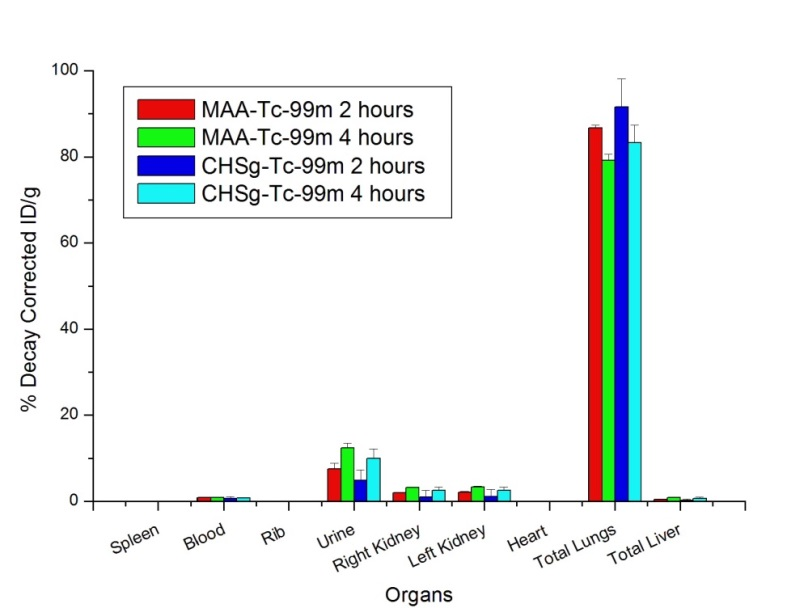 100
80
60
40
20
0
% Decay Corrected ID/g
MAA-Tc-99m 2 hours
MAA-Tc-99m 4 hours
CHSg-Tc-99m 2 hours
CHSg-Tc-99m 4 hours
Spleen
Blood
Rib
Urine
Right Kidney
Left Kidney
Heart
Total Lungs
Total Liver
Organs